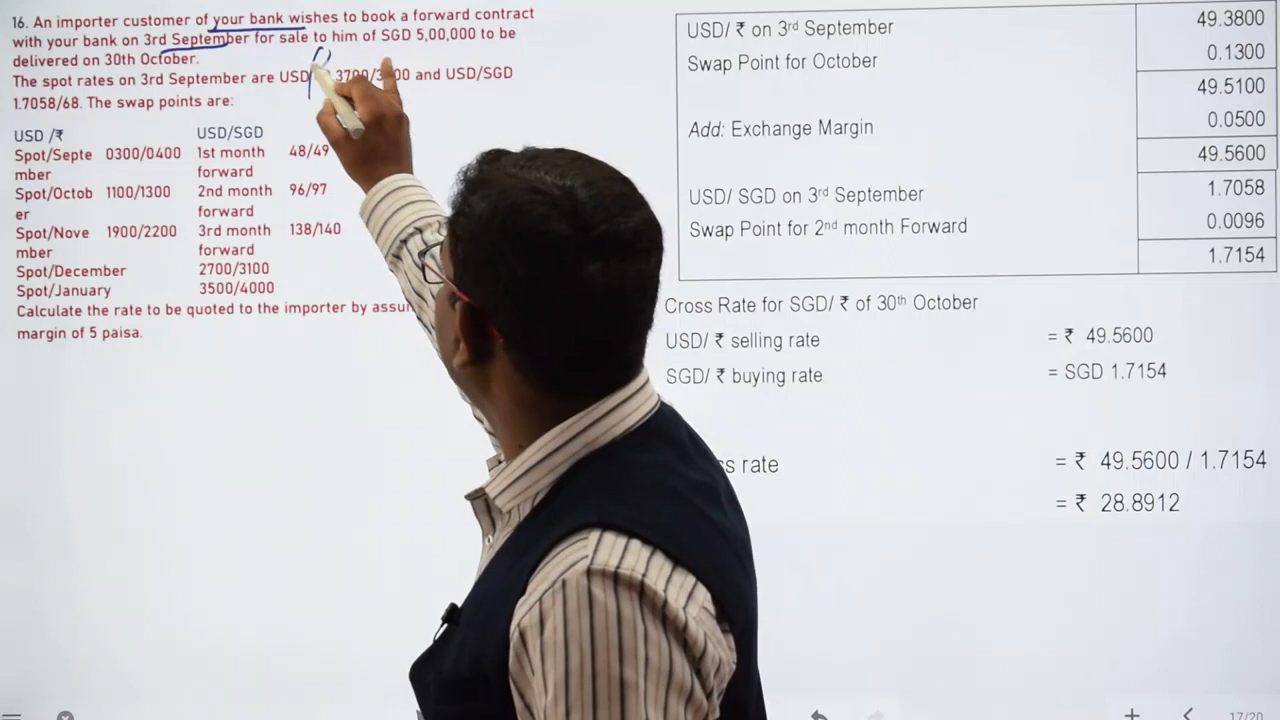 16. An importer customer of your bank wishes to book a forward contract
with your bank on 3rd September for sale to him of SGD 5,00,000 to be
delivered on 30th October.
The spot rates on 3rd September are USD and USD/SGD
1.7058/68. The swap points are:
USD /₹ USD/SGD
Spot/Septe 0300/0400 1st month 48/49
mber forward
Spot/Octob 1100/1300 2nd month 96/97
er forward
Spot/Nove 1900/2200 3rd month 138/140
mber forward
Spot/December 2700/3100
Spot/January 3500/4000
Calculate the rate to be quoted to the importer by
margin of 5 paisa.
USD/ ₹ on 3rd September 49.3800
Swap Point for October 0.1300
49.5100
Add: Exchange Margin 0.0500
49.5600
USD/ SGD on 3rd September 1.7058
Swap Point for 2nd month Forward 0.0096
1.7154
Cross Rate for SGD/ ₹ of 30th October
USD/ ₹ selling rate = ₹ 49.5600
SGD/ ₹ buying rate = SGD 1.7154
rate = ₹ 49.5600 / 1.7154
= ₹ 28.8912
17/20